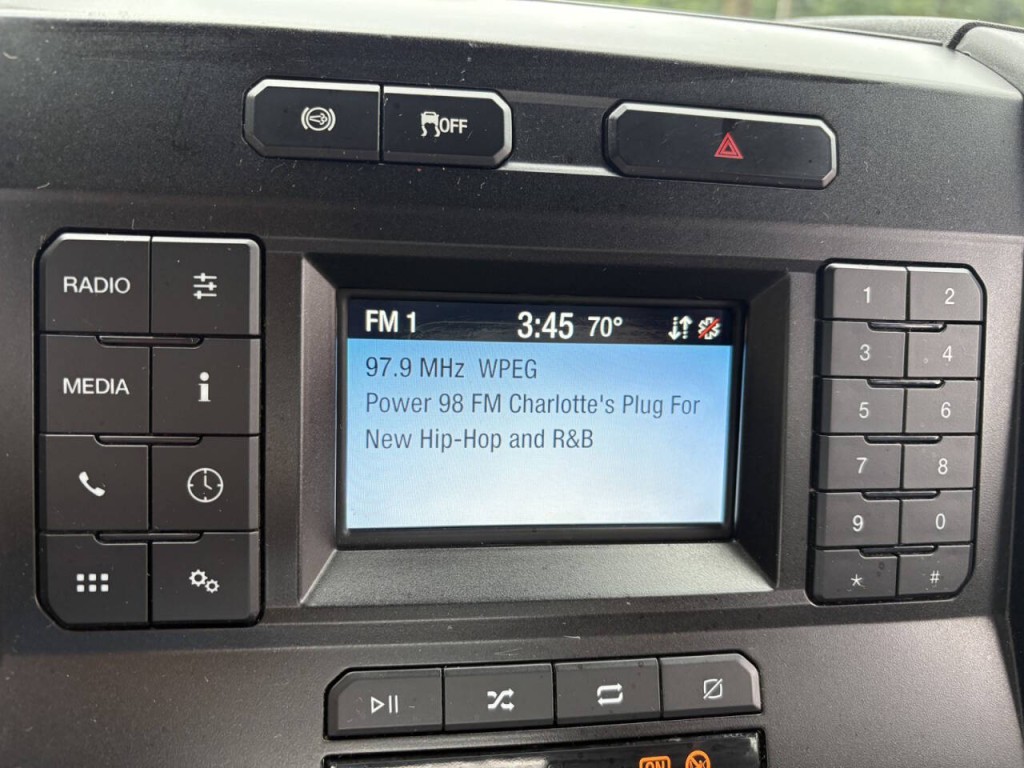 OFF
RADIO
MEDIA
i
FM 1 3:45 70°
97.9 MHz WPEG
Power 98 FM Charlotte's Plug For
New Hip-Hop and R&B
1 2
3 4
5 6
7 8
9 0
* #
ON